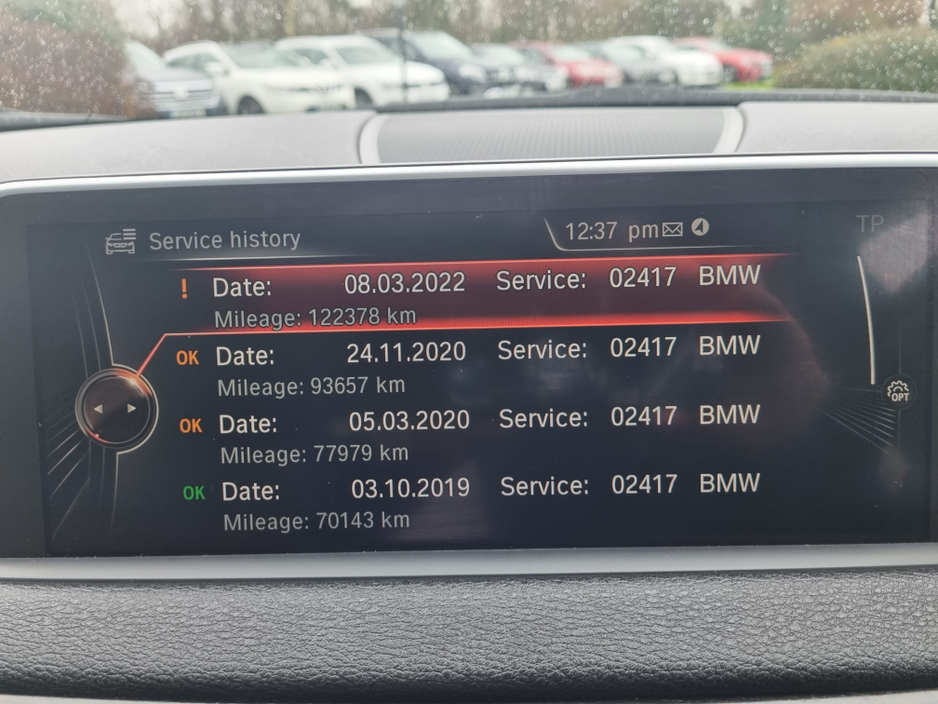 Service history 12:37 pm TP
! Date: 08.03.2022 Service: 02417 BMW
Mileage: 122378 km
OK Date: 24.11.2020 Service: 02417 BMW
Mileage: 93657 km
OK Date: 05.03.2020 Service: 02417 BMW
Mileage: 77979 km
OPT
OK Date: 03.10.2019 Service: 02417 BMW
Mileage: 70143 km